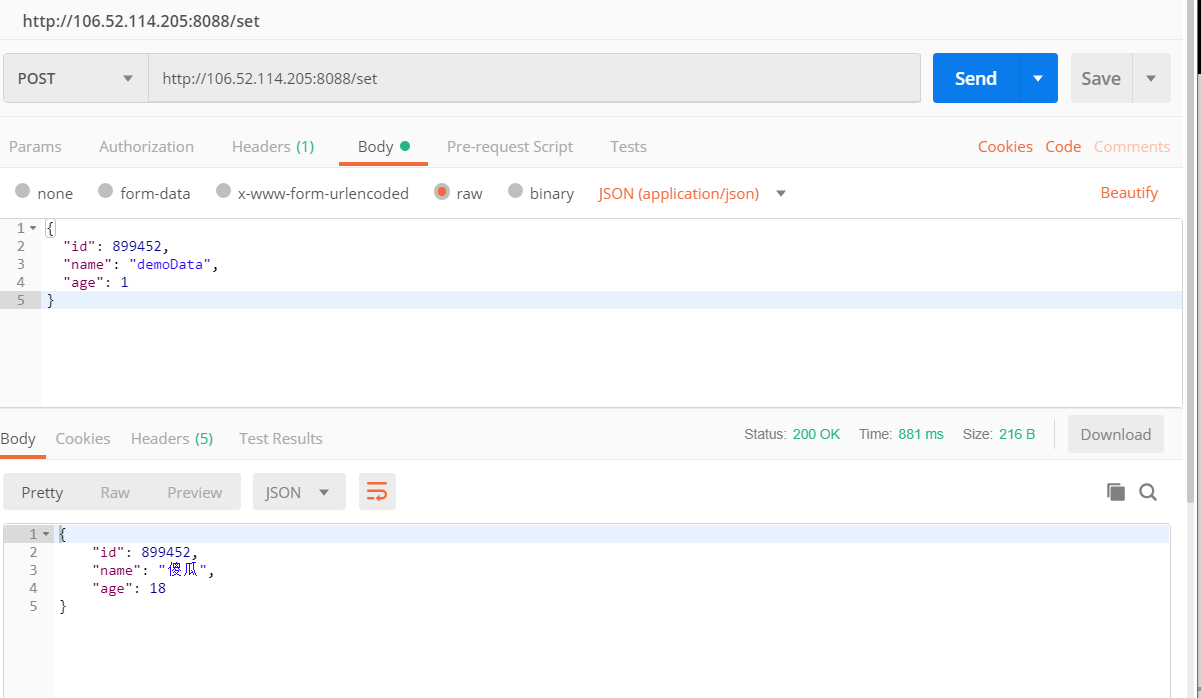 http://106.52.114.205:8088/set
POST http://106.52.114.205:8088/set Send Save
Params Authorization Headers (1) Body Pre-request Script Tests Cookies Code Comments
none form-data x-www-form-urlencoded raw binary JSON (application/json) Beautify
1 {
2 "id": 899452,
3 "name": "demoData",
4 "age": 1
5 }
Body Cookies Headers (5) Test Results Status: 200 OK Time: 881 ms Size: 216 B Download
Pretty Raw Preview JSON
1 {
2 "id": 899452,
3 "name": "傻瓜",
4 "age": 18
5 }